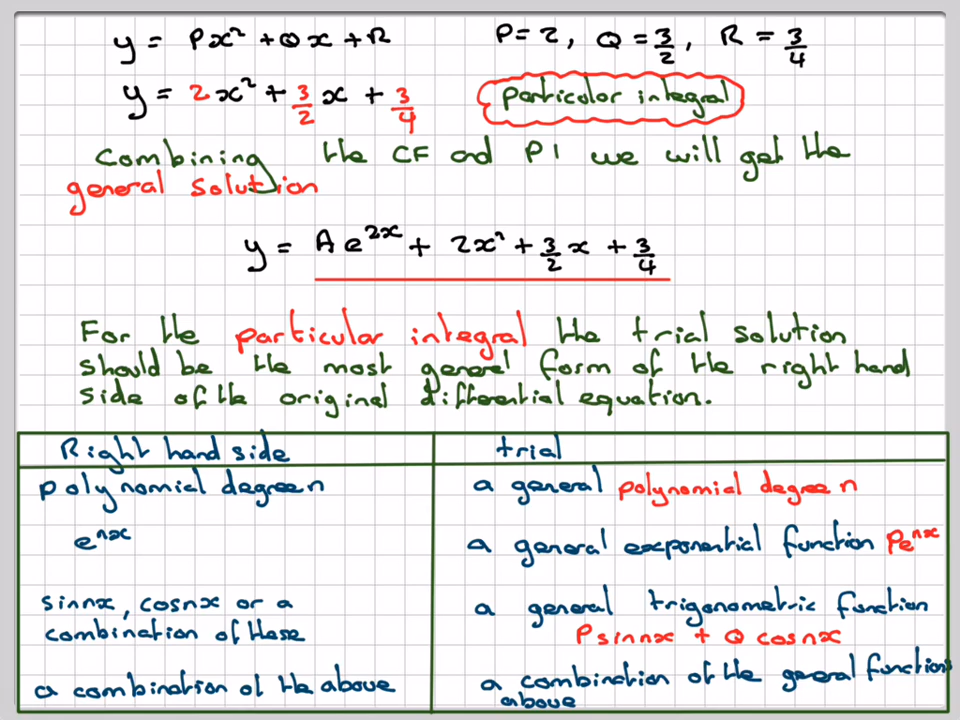 y = Px² + Qx + R P = 2, Q = 3/2, R = 3/4
y = 2x² + 3/2 x + 3/4 particular integral
Combining the CF and PI we will get the
general solution
y = Ae^2x + 2x² + 3/2 x + 3/4
For the particular integral the trial solution
should be the most general form of the right hand
side of the original differential equation.
Right hand side trial
polynomial degree n a general polynomial degree n
e^nx a general exponential function Pe^nx
sin nx, cos nx or a a general trigonometric function
combination of these P sin nx + Q cos nx
a combination of the above a combination of the general functions
above